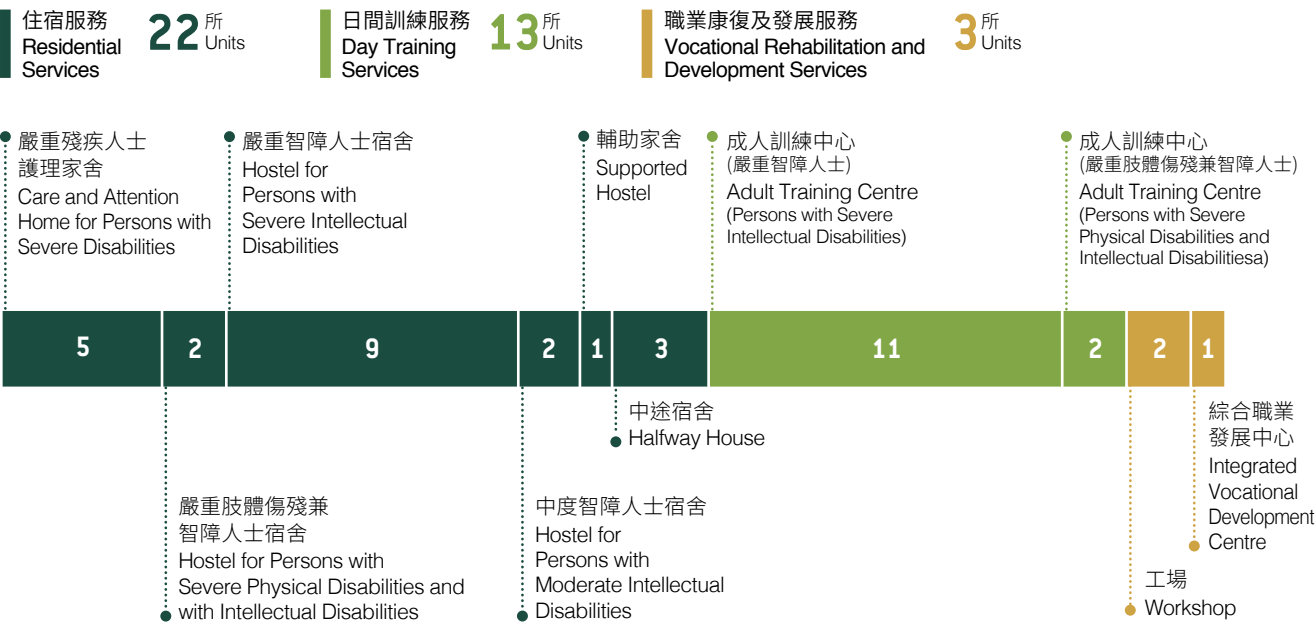 住宿服務
Residential
Services
22 所
Units
日間訓練服務
Day Training
Services
13 所
Units
職業康復及發展服務
Vocational Rehabilitation and
Development Services
3 所
Units
嚴重殘疾人士
護理家舍
Care and Attention
Home for Persons with
Severe Disabilities
嚴重智障人士宿舍
Hostel for
Persons with
Severe Intellectual
Disabilities
輔助家舍
Supported
Hostel
成人訓練中心
(嚴重智障人士)
Adult Training Centre
(Persons with Severe
Intellectual Disabilities)
成人訓練中心
(嚴重肢體傷殘兼智障人士)
Adult Training Centre
(Persons with Severe
Physical Disabilities and
Intellectual Disabilitiesa)
5 2 9 2 1 3 11 2 2 1
嚴重肢體傷殘兼
智障人士宿舍
Hostel for Persons with
Severe Physical Disabilities and
with Intellectual Disabilities
中度智障人士宿舍
Hostel for
Persons with
Moderate Intellectual
Disabilities
中途宿舍
Halfway House
工場
Workshop
綜合職業
發展中心
Integrated
Vocational
Development
Centre